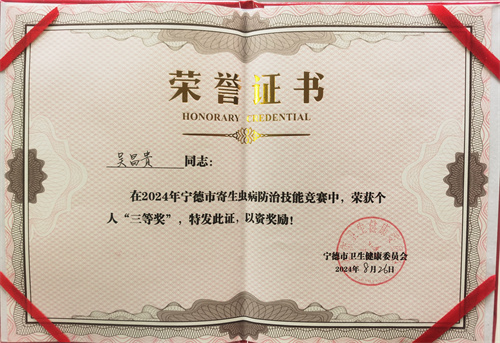 荣誉证书
HONORARY CREDENTIAL
吴昌贵 同志:
在2024年宁德市寄生虫病防治技能竞赛中,荣获个
人“三等奖”,特发此证,以资奖励!
宁德市卫生健康委员会
2024年8月26日